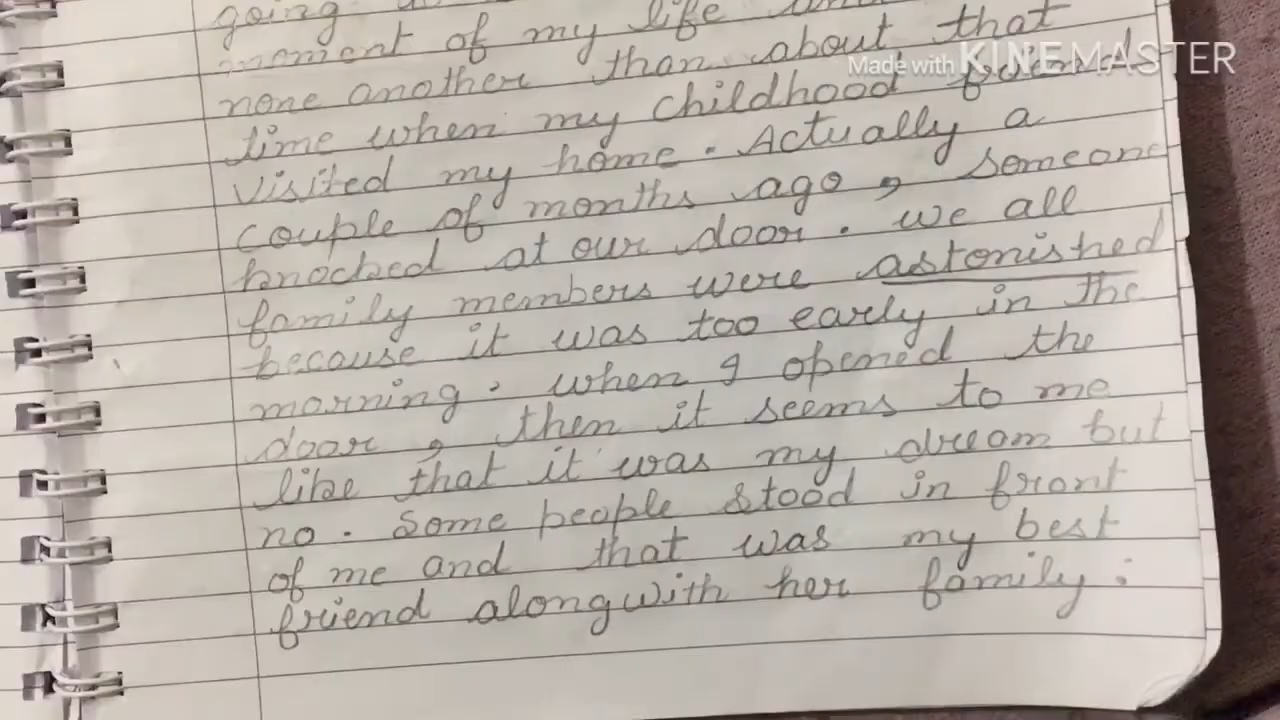 going
moment of my life and
none another than about that
Made with KINEMASTER
time when my childhood friend
visited my home. Actually a
couple of months ago, someone
knocked at our door. we all
family members were astonished
because it was too early in the
morning. when I opened the
door, then it seems to me
like that it was my dream but
no. Some people stood in front
of me and that was my best
friend alongwith her family.